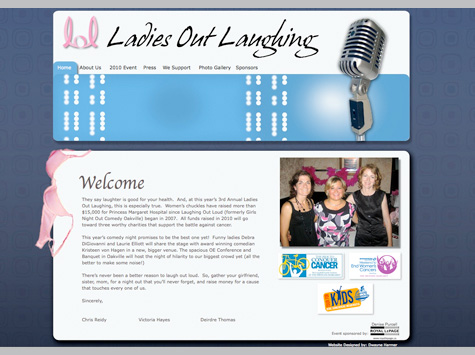 lol Ladies Out Laughing
Home About Us 2010 Event Press We Support Photo Gallery Sponsors
Welcome
They say laughter is good for your health. And, at this year's 3rd Annual Ladies
Out Laughing, this is especially true. Women's chuckles have raised more than
$15,000 for Princess Margaret Hospital since Laughing Out Loud (formerly Girls
Night Out Comedy Oakville) began in 2007. All funds raised in 2010 will go
toward three worthy charities that support the battle against cancer.
This year's comedy night promises to be the best one yet! Funny ladies Debra
DiGiovanni and Laurie Elliott will share the stage with award winning comedian
Kristeen von Hagen in a new, bigger venue. The spacious OE Conference and
Banquet in Oakville will host the night of hilarity to our biggest crowd yet (all the
better to make some noise!)
There's never been a better reason to laugh out loud. So, gather your girlfriend,
sister, mom, for a night out that you'll never forget, and raise money for a cause
that touches every one of us.
Sincerely,
Chris Reidy Victoria Hayes Deirdre Thomas
CONQUER
CANCER
Women's
Cancers
KIDS
Event sponsored by:
ROYAL LePAGE
Website Designed by: Deeanne Harmer